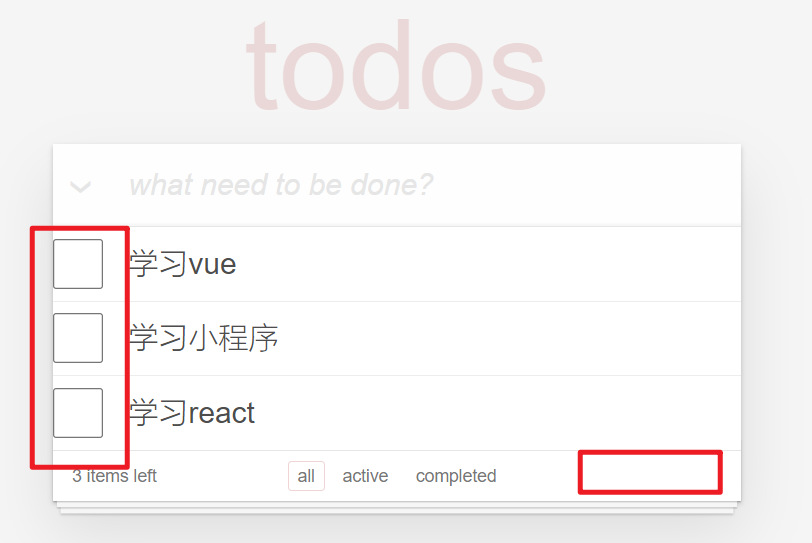 todos
what need to be done?
学习vue
学习小程序
学习react
3 items left all active completed